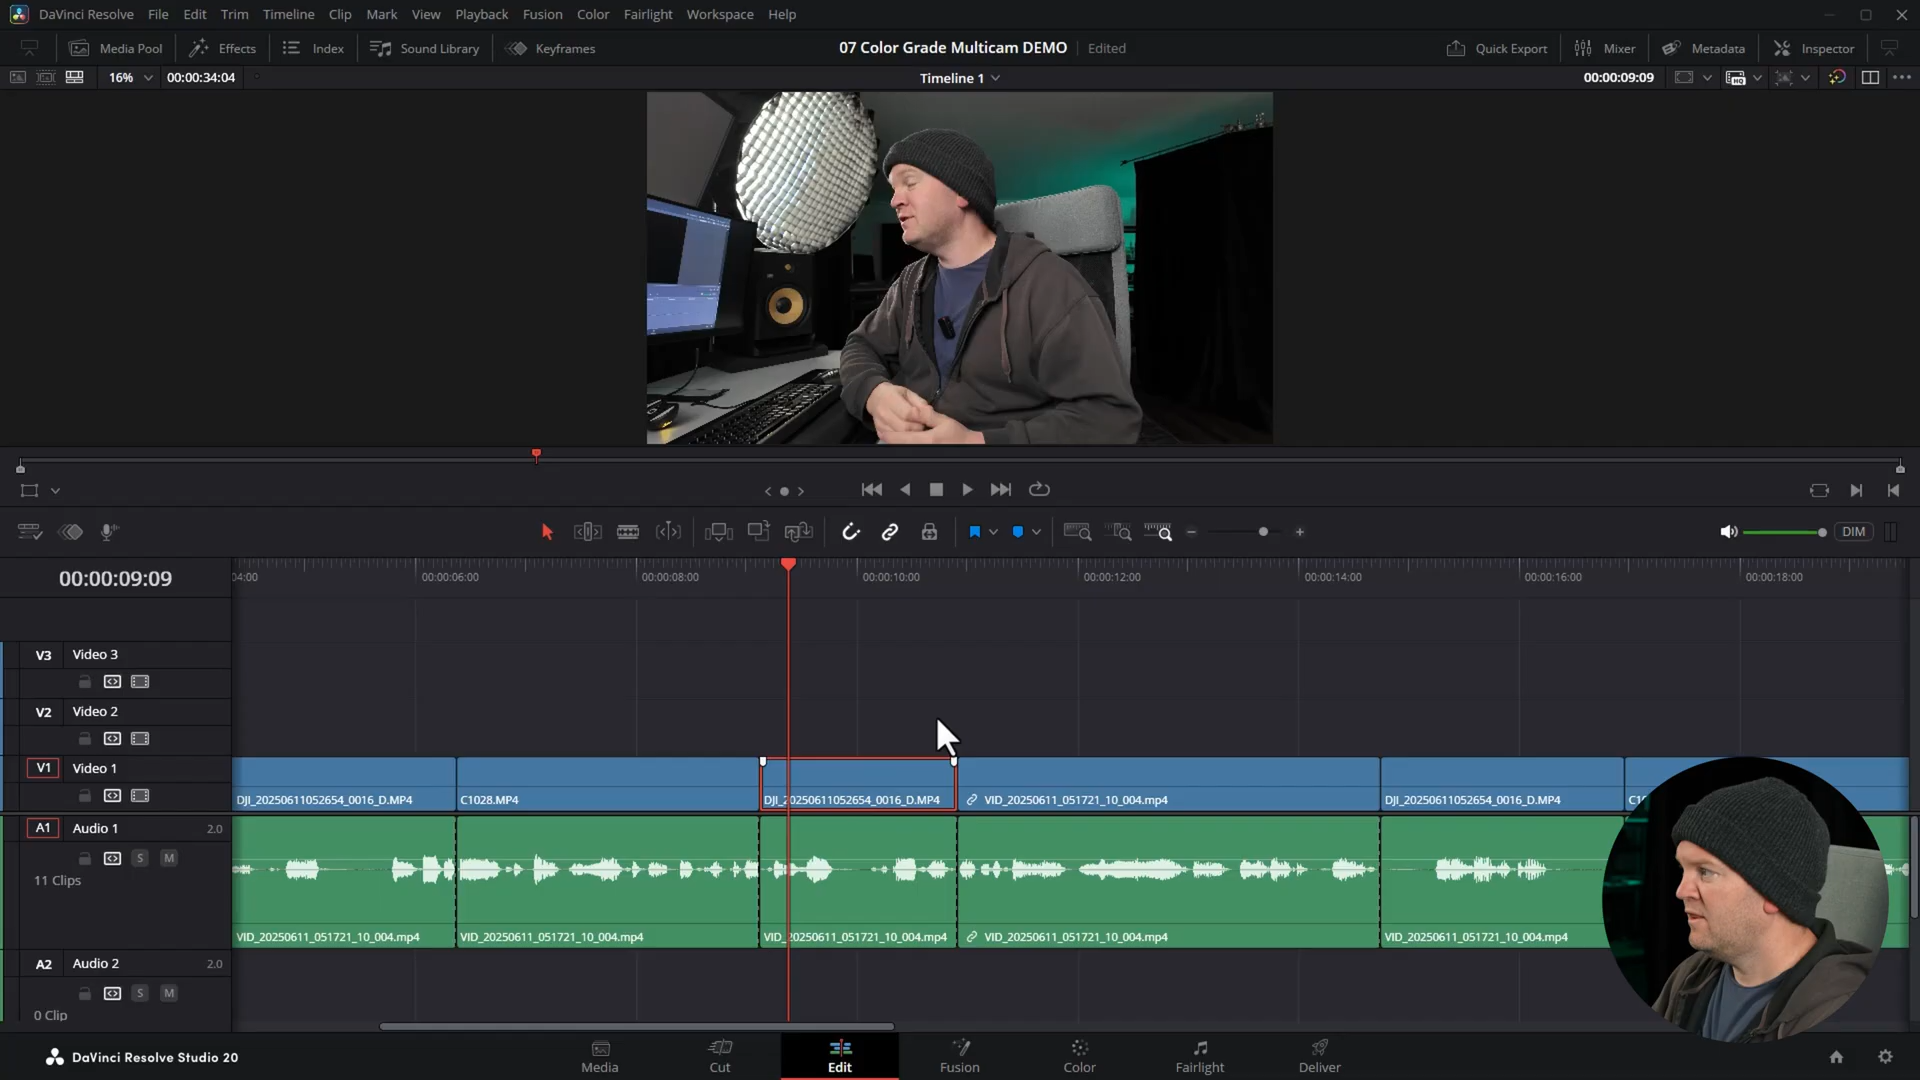 DaVinci Resolve File Edit Trim Timeline Clip Mark View Playback Fusion Color Fairlight Workspace Help
Media Pool Effects Index Sound Library Keyframes 07 Color Grade Multicam DEMO Edited Quick Export Mixer Metadata Inspector
16% 00:00:34:04 Timeline 1 00:00:09:09
DIM
00:00:09:09 04:00 00:00:06:00 00:00:08:00 00:00:10:00 00:00:12:00 00:00:14:00 00:00:16:00 00:00:18:00
V3 Video 3
V2 Video 2
V1 Video 1
DJI_20250611052654_0016_D.MP4 C1028.MP4 DJI_20250611052654_0016_D.MP4 VID_20250611_051721_10_004.mp4 DJI_20250611052654_0016_D.MP4 C1
A1 Audio 1 2.0
S M
11 Clips
VID_20250611_051721_10_004.mp4 VID_20250611_051721_10_004.mp4 VID_20250611_051721_10_004.mp4 VID_20250611_051721_10_004.mp4 VID_20250611_051721_10_004.mp4
A2 Audio 2 2.0
S M
0 Clip
DaVinci Resolve Studio 20 Media Cut Edit Fusion Color Fairlight Deliver